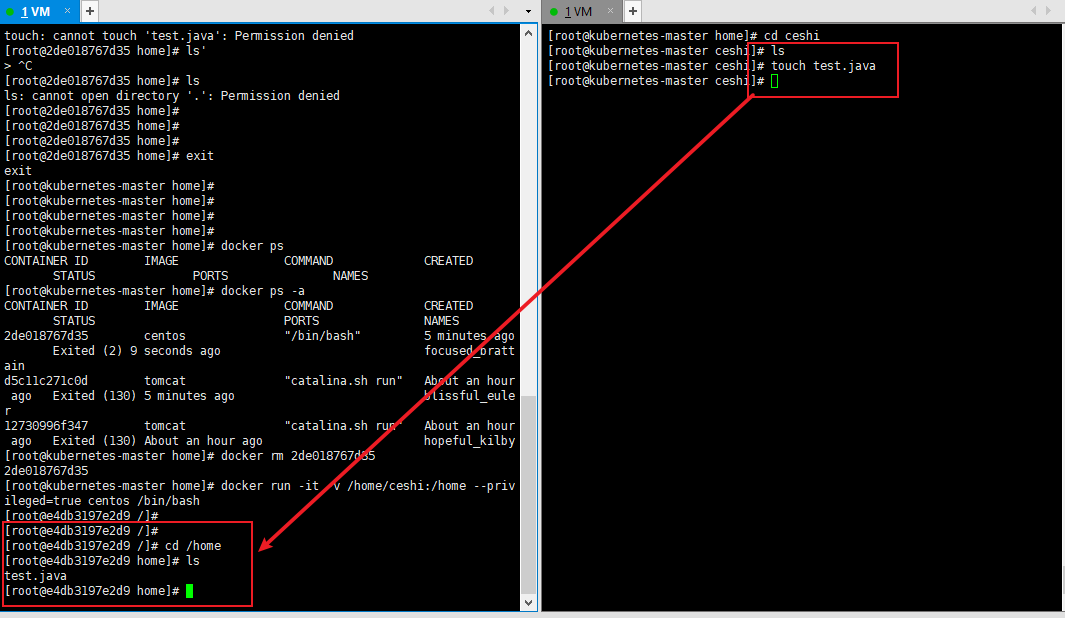 1 VM × +
touch: cannot touch 'test.java': Permission denied
[root@2de018767d35 home]# ls'
> ^C
[root@2de018767d35 home]# ls
ls: cannot open directory '.': Permission denied
[root@2de018767d35 home]#
[root@2de018767d35 home]#
[root@2de018767d35 home]#
[root@2de018767d35 home]# exit
exit
[root@kubernetes-master home]#
[root@kubernetes-master home]#
[root@kubernetes-master home]#
[root@kubernetes-master home]#
[root@kubernetes-master home]# docker ps
CONTAINER ID        IMAGE               COMMAND             CREATED
       STATUS              PORTS               NAMES
[root@kubernetes-master home]# docker ps -a
CONTAINER ID        IMAGE               COMMAND             CREATED
       STATUS                           PORTS               NAMES
2de018767d35        centos              "/bin/bash"         5 minutes ago
       Exited (2) 9 seconds ago                             focused_bratt
ain
d5c11c271c0d        tomcat              "catalina.sh run"   About an hour
 ago   Exited (130) 5 minutes ago                           blissful_eule
r
12730996f347        tomcat              "catalina.sh run"   About an hour
 ago   Exited (130) About an hour ago                       hopeful_kilby
[root@kubernetes-master home]# docker rm 2de018767d35
2de018767d35
[root@kubernetes-master home]# docker run -it -v /home/ceshi:/home --priv
ileged=true centos /bin/bash
[root@e4db3197e2d9 /]#
[root@e4db3197e2d9 /]#
[root@e4db3197e2d9 /]# cd /home
[root@e4db3197e2d9 home]# ls
test.java
[root@e4db3197e2d9 home]#
1 VM × +
[root@kubernetes-master home]# cd ceshi
[root@kubernetes-master ceshi]# ls
[root@kubernetes-master ceshi]# touch test.java
[root@kubernetes-master ceshi]#